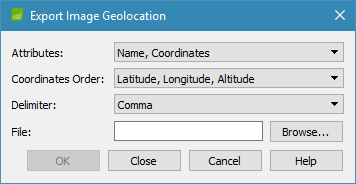 Export Image Geolocation
Attributes: Name, Coordinates
Coordinates Order: Latitude, Longitude, Altitude
Delimiter: Comma
File: Browse...
OK Close Cancel Help